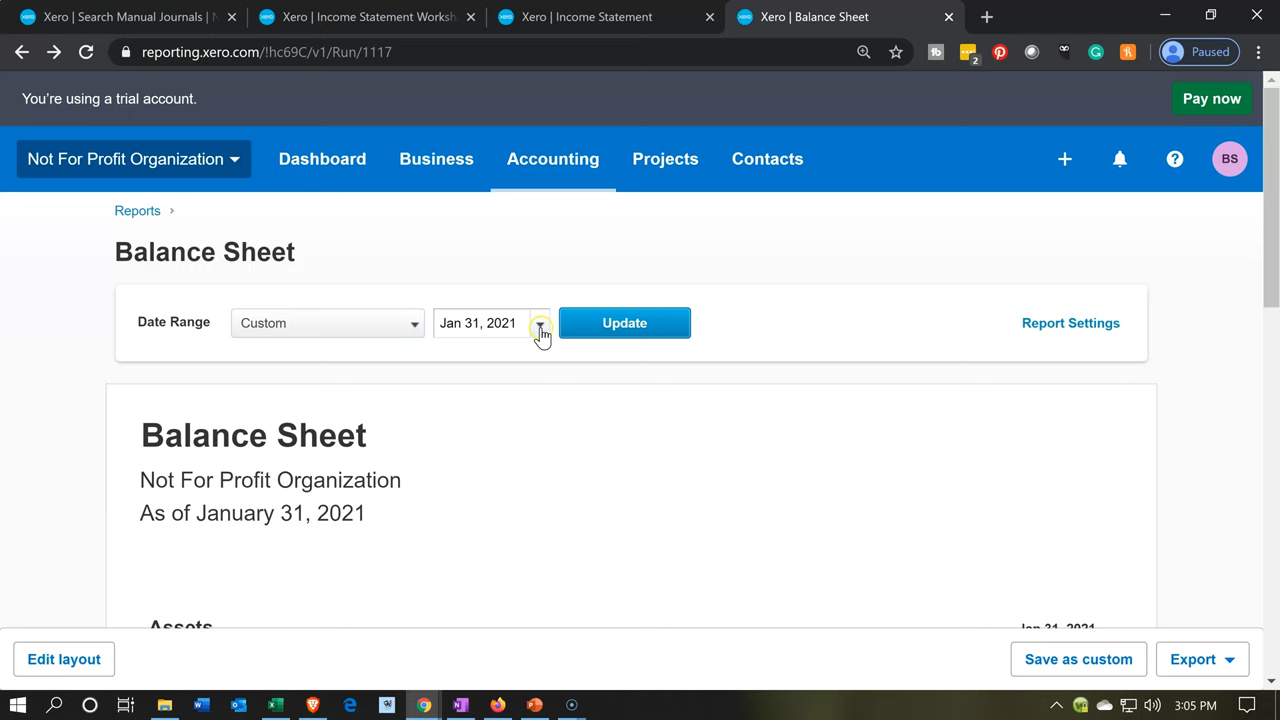 Xero | Search Manual Journals | N
Xero | Income Statement Worksh
Xero | Income Statement
Xero | Balance Sheet
reporting.xero.com/!hc69C/v1/Run/1117
2
Paused
You're using a trial account.
Pay now
Not For Profit Organization
Dashboard
Business
Accounting
Projects
Contacts
BS
Reports
Balance Sheet
Date Range
Custom
Jan 31, 2021
Update
Report Settings
Balance Sheet
Not For Profit Organization
As of January 31, 2021
Assets
Jan 31, 2021
Edit layout
Save as custom
Export
3:05 PM